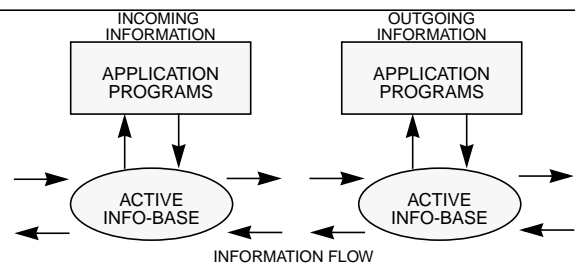 INCOMING
INFORMATION
OUTGOING
INFORMATION
APPLICATION
PROGRAMS
APPLICATION
PROGRAMS
ACTIVE
INFO-BASE
ACTIVE
INFO-BASE
INFORMATION FLOW